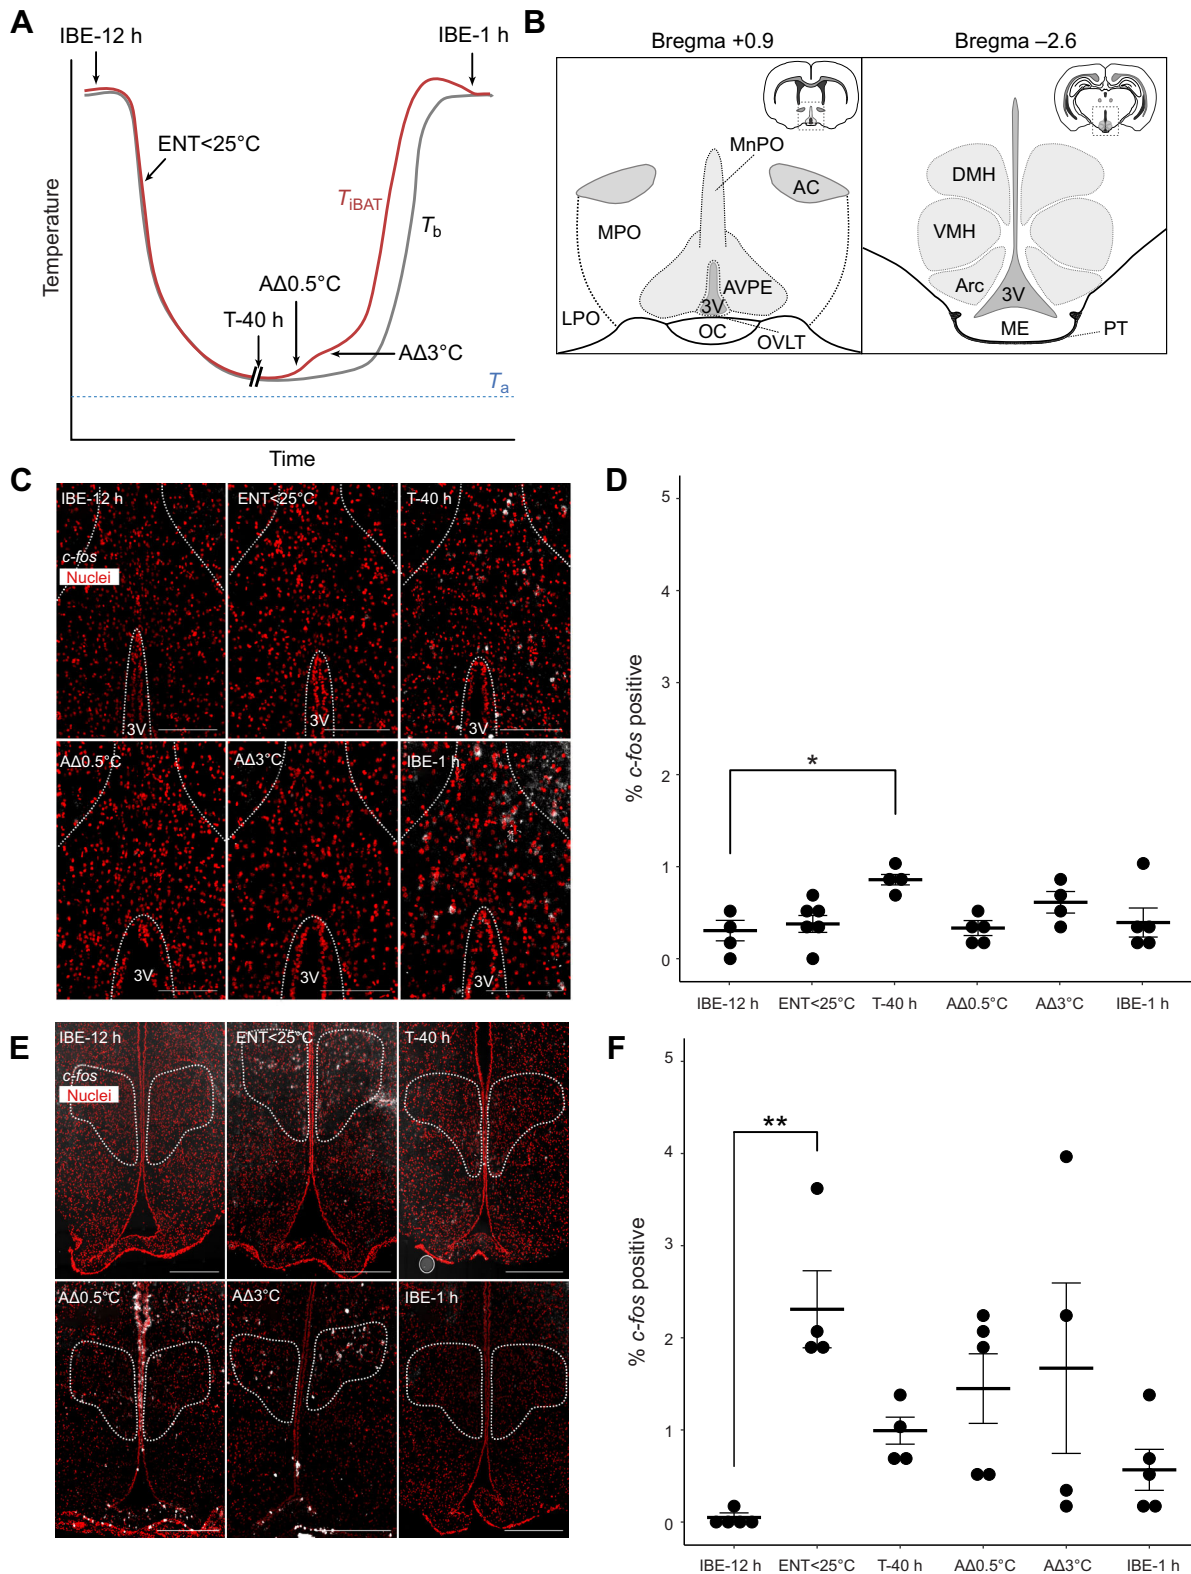 A
IBE-12 h
IBE-1 h
ENT<25°C
TiBAT
Tb
AΔ0.5°C
T-40 h
AΔ3°C
Ta
Temperature
Time
B
Bregma +0.9
Bregma –2.6
MnPO
AC
MPO
AVPE
3V
LPO
OC
OVLT
DMH
VMH
Arc
3V
ME
PT
C
IBE-12 h
ENT<25°C
T-40 h
c-fos
Nuclei
3V
3V
3V
AΔ0.5°C
AΔ3°C
IBE-1 h
3V
3V
3V
D
% c-fos positive
5
4
3
2
1
0
*
IBE-12 h
ENT<25°C
T-40 h
AΔ0.5°C
AΔ3°C
IBE-1 h
E
IBE-12 h
ENT<25°C
T-40 h
c-fos
Nuclei
AΔ0.5°C
AΔ3°C
IBE-1 h
F
% c-fos positive
5
4
3
2
1
0
**
IBE-12 h
ENT<25°C
T-40 h
AΔ0.5°C
AΔ3°C
IBE-1 h